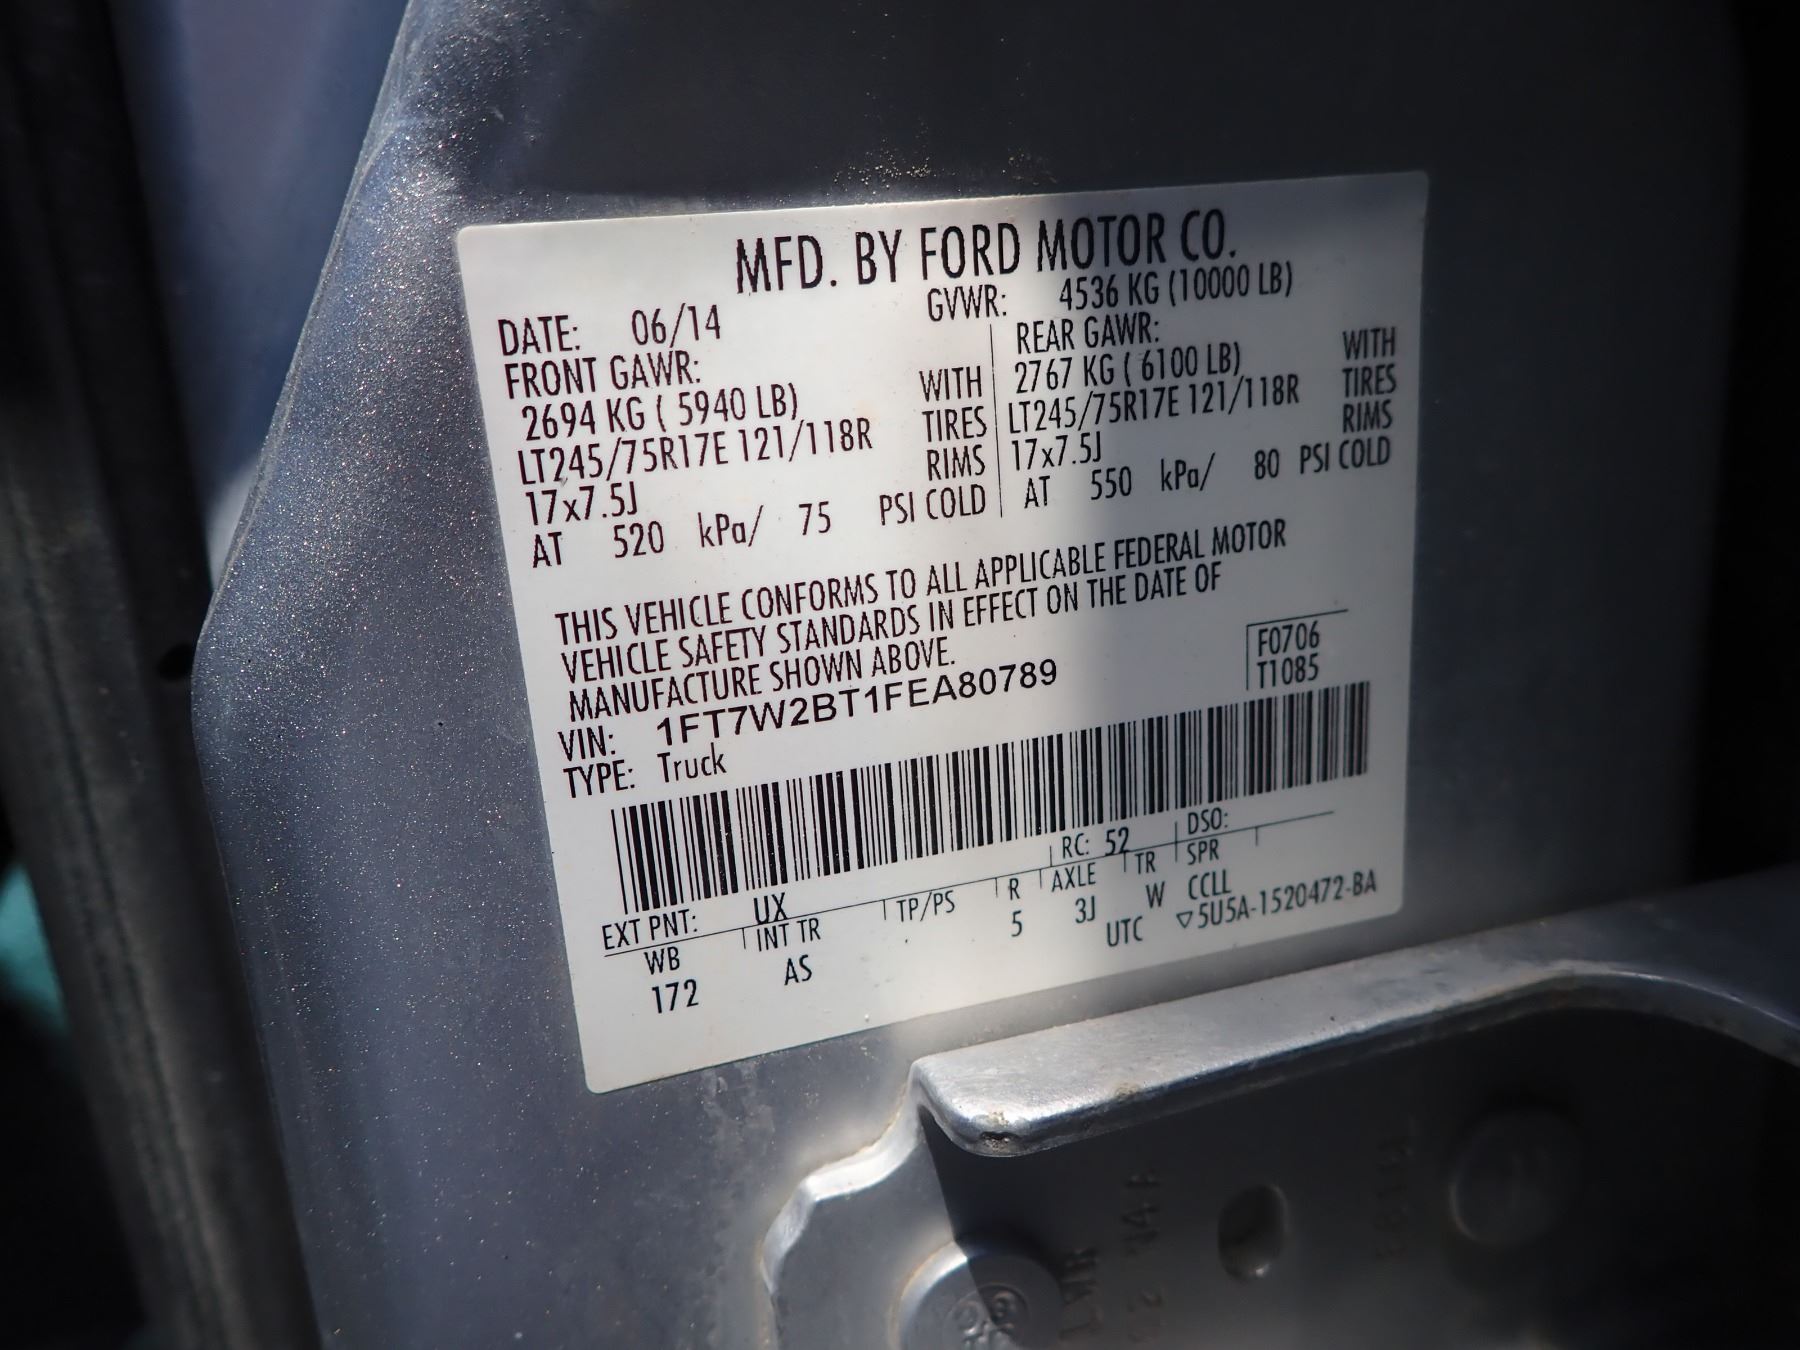 MFD. BY FORD MOTOR CO.
DATE: 06/14 GVWR: 4536 KG (10000 LB)
FRONT GAWR: REAR GAWR:
2694 KG ( 5940 LB) WITH 2767 KG ( 6100 LB) WITH
LT245/75R17E 121/118R TIRES LT245/75R17E 121/118R TIRES
17x7.5J RIMS 17x7.5J RIMS
AT 520 kPa/ 75 PSI COLD AT 550 kPa/ 80 PSI COLD
THIS VEHICLE CONFORMS TO ALL APPLICABLE FEDERAL MOTOR
VEHICLE SAFETY STANDARDS IN EFFECT ON THE DATE OF
MANUFACTURE SHOWN ABOVE.
F0706
VIN: 1FT7W2BT1FEA80789 T1085
TYPE: Truck
EXT PNT: UX RC: 52 DSO:
WB INT TR TP/PS R AXLE TR SPR
172 AS 5 3J W CCLL
UTC ▽5U5A-1520472-BA